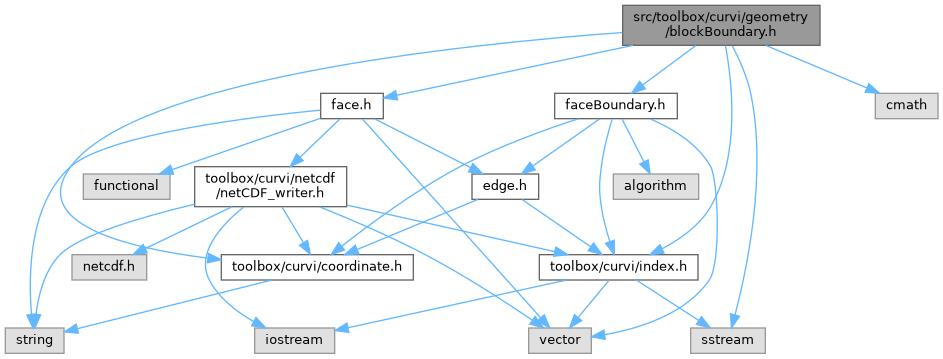 src/toolbox/curvi/geometry
/blockBoundary.h
face.h
faceBoundary.h
cmath
functional
toolbox/curvi/netcdf
/netCDF_writer.h
edge.h
algorithm
netcdf.h
toolbox/curvi/coordinate.h
toolbox/curvi/index.h
string
iostream
vector
sstream